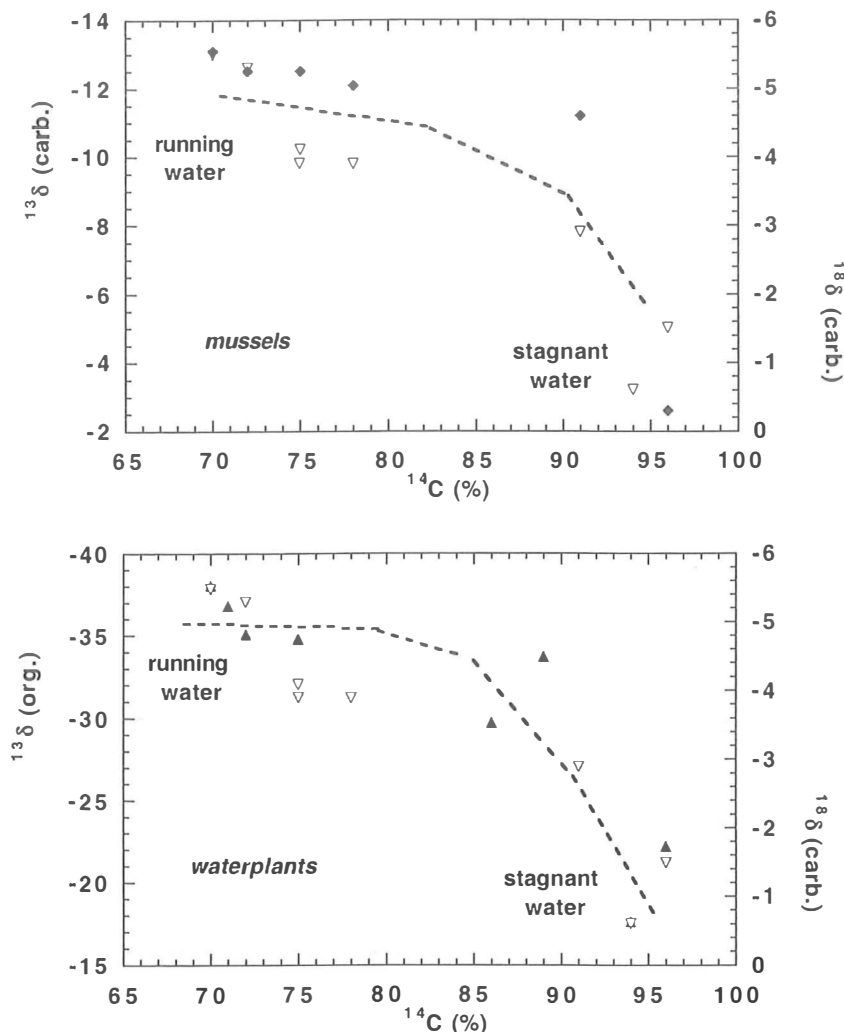 -14
-12
-10
-8
-6
-4
-2
¹³δ (carb.)
-6
-5
-4
-3
-2
-1
0
¹⁸δ (carb.)
running
water
mussels
stagnant
water
65 70 75 80 85 90 95 100
¹⁴C (%)
-40
-35
-30
-25
-20
-15
¹³δ (org.)
-6
-5
-4
-3
-2
-1
0
¹⁸δ (carb.)
running
water
waterplants
stagnant
water
65 70 75 80 85 90 95 100
¹⁴C (%)